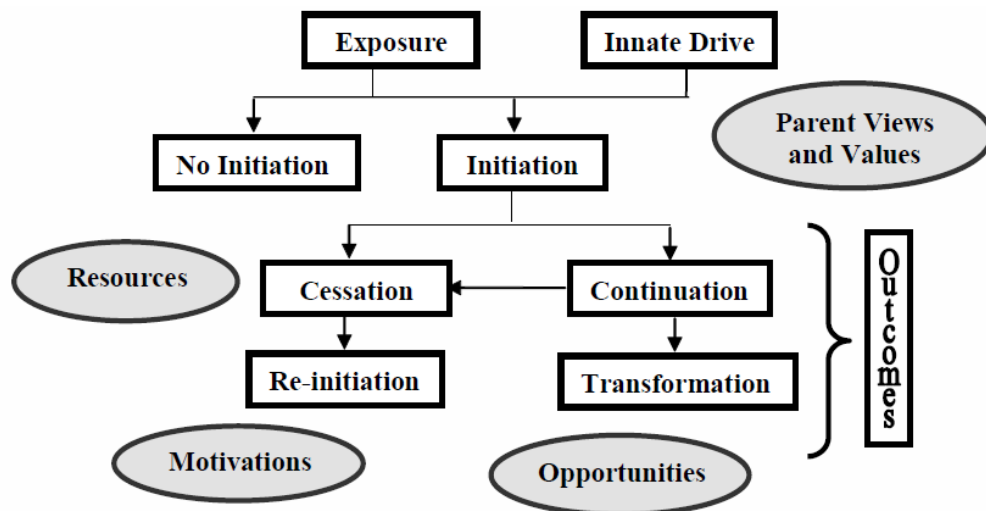 Exposure
Innate Drive
Parent Views
and Values
No Initiation
Initiation
Resources
Cessation
Continuation
Outcomes
Re-initiation
Transformation
Motivations
Opportunities